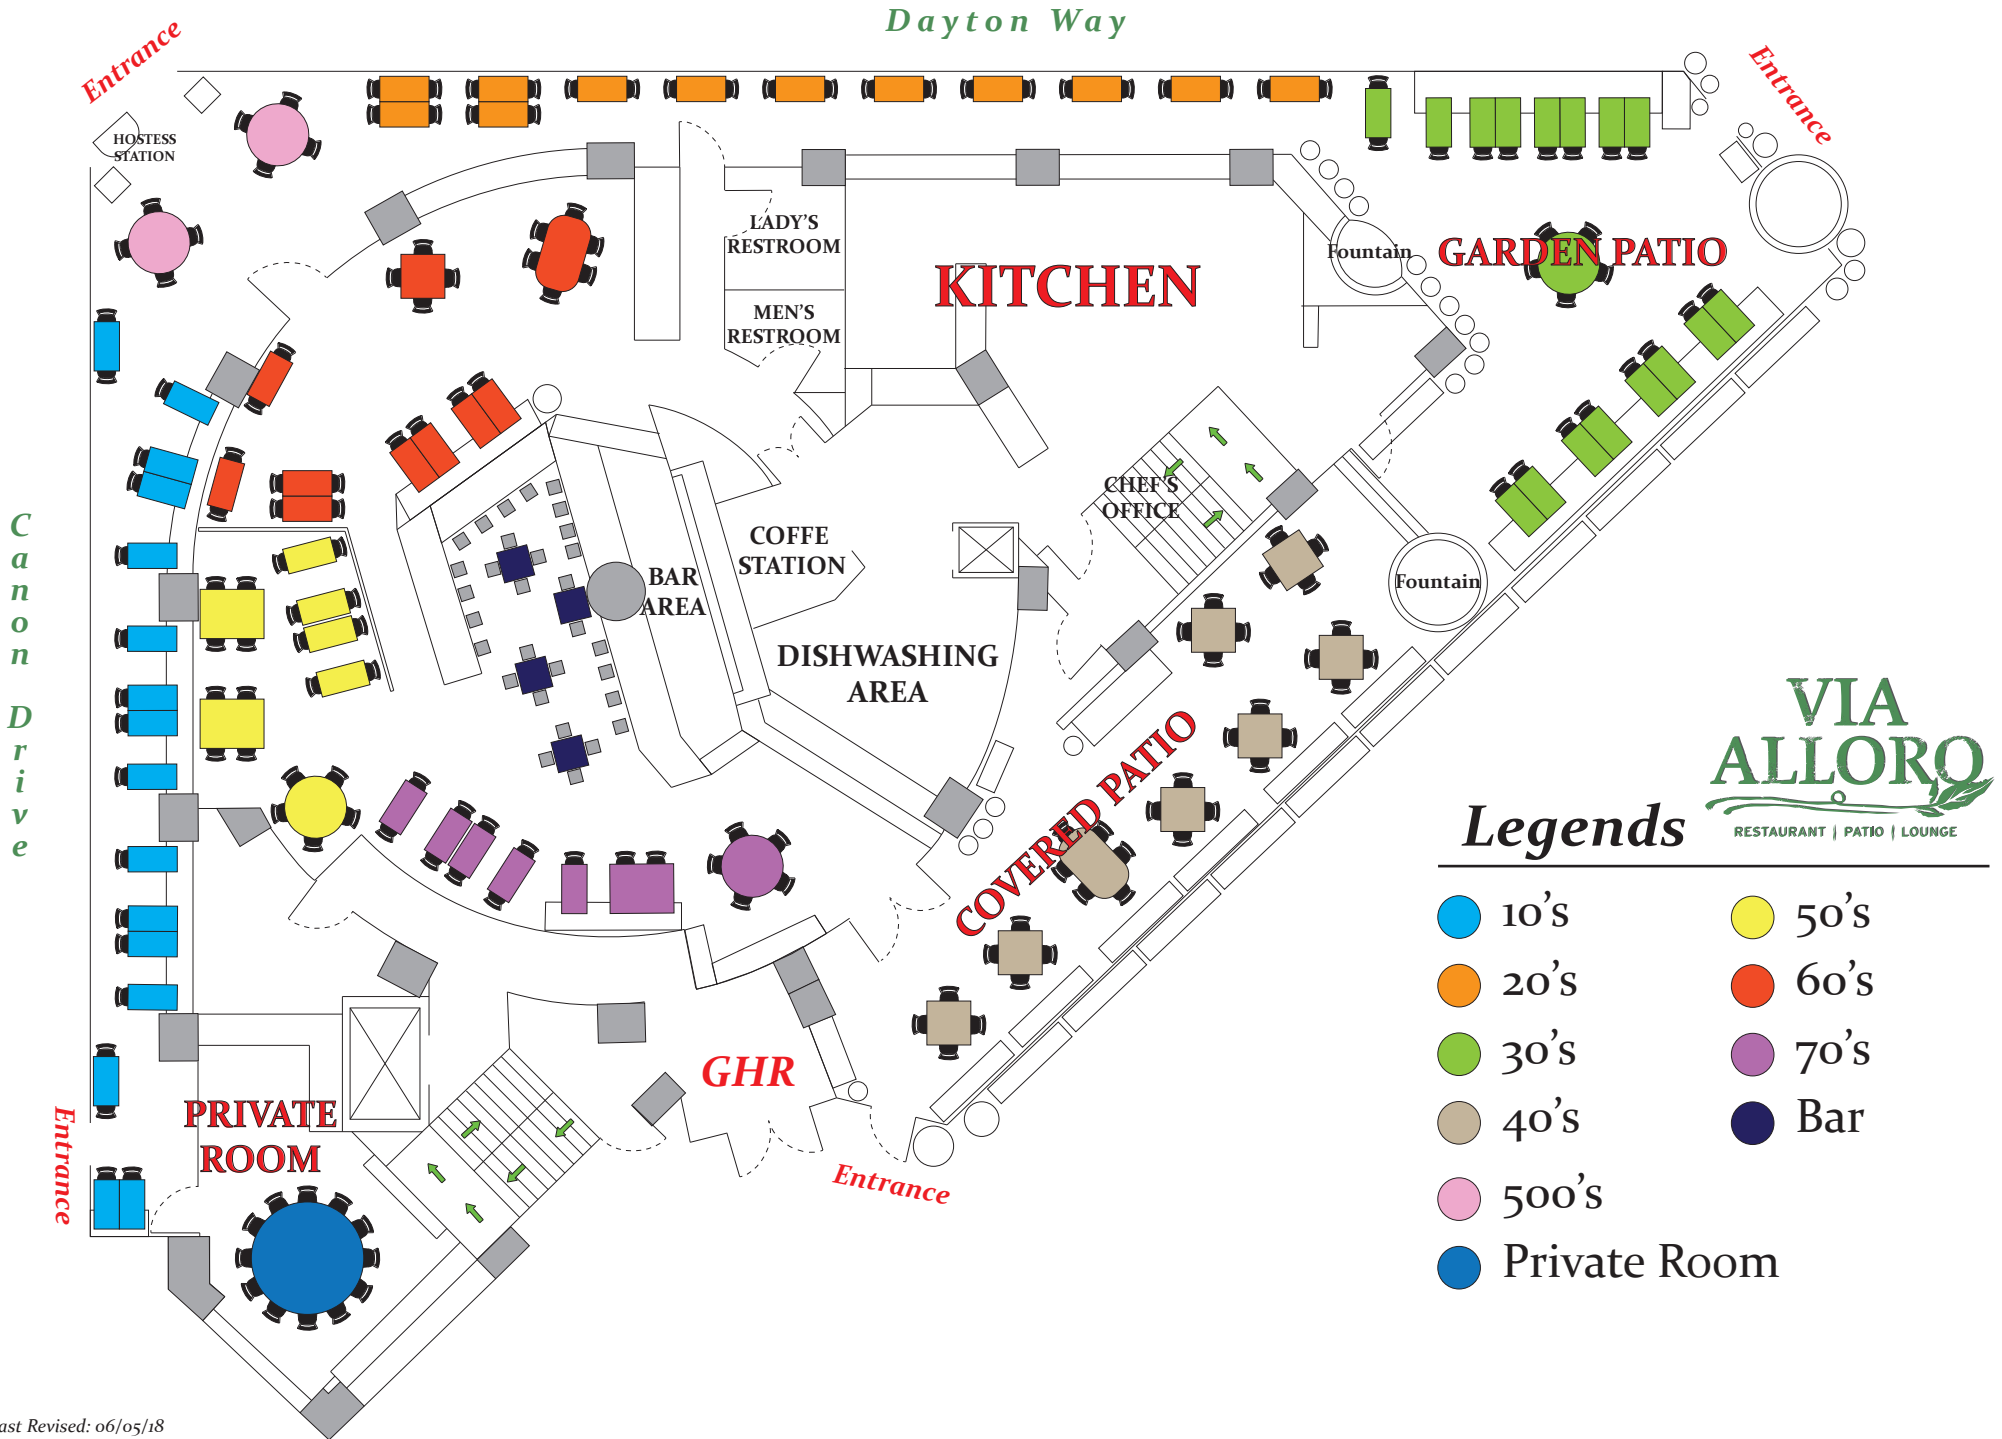 Dayton Way
Entrance
Entrance
HOSTESS
STATION
LADY'S
RESTROOM
MEN'S
RESTROOM
KITCHEN
Fountain
GARDEN PATIO
CHEF'S
OFFICE
COFFE
STATION
BAR
AREA
DISHWASHING
AREA
Fountain
Canon Drive
COVERED PATIO
VIA
ALLORO
RESTAURANT | PATIO | LOUNGE
Legends
10's
50's
20's
60's
30's
70's
40's
Bar
500's
Private Room
GHR
PRIVATE
ROOM
Entrance
Entrance
ast Revised: 06/05/18